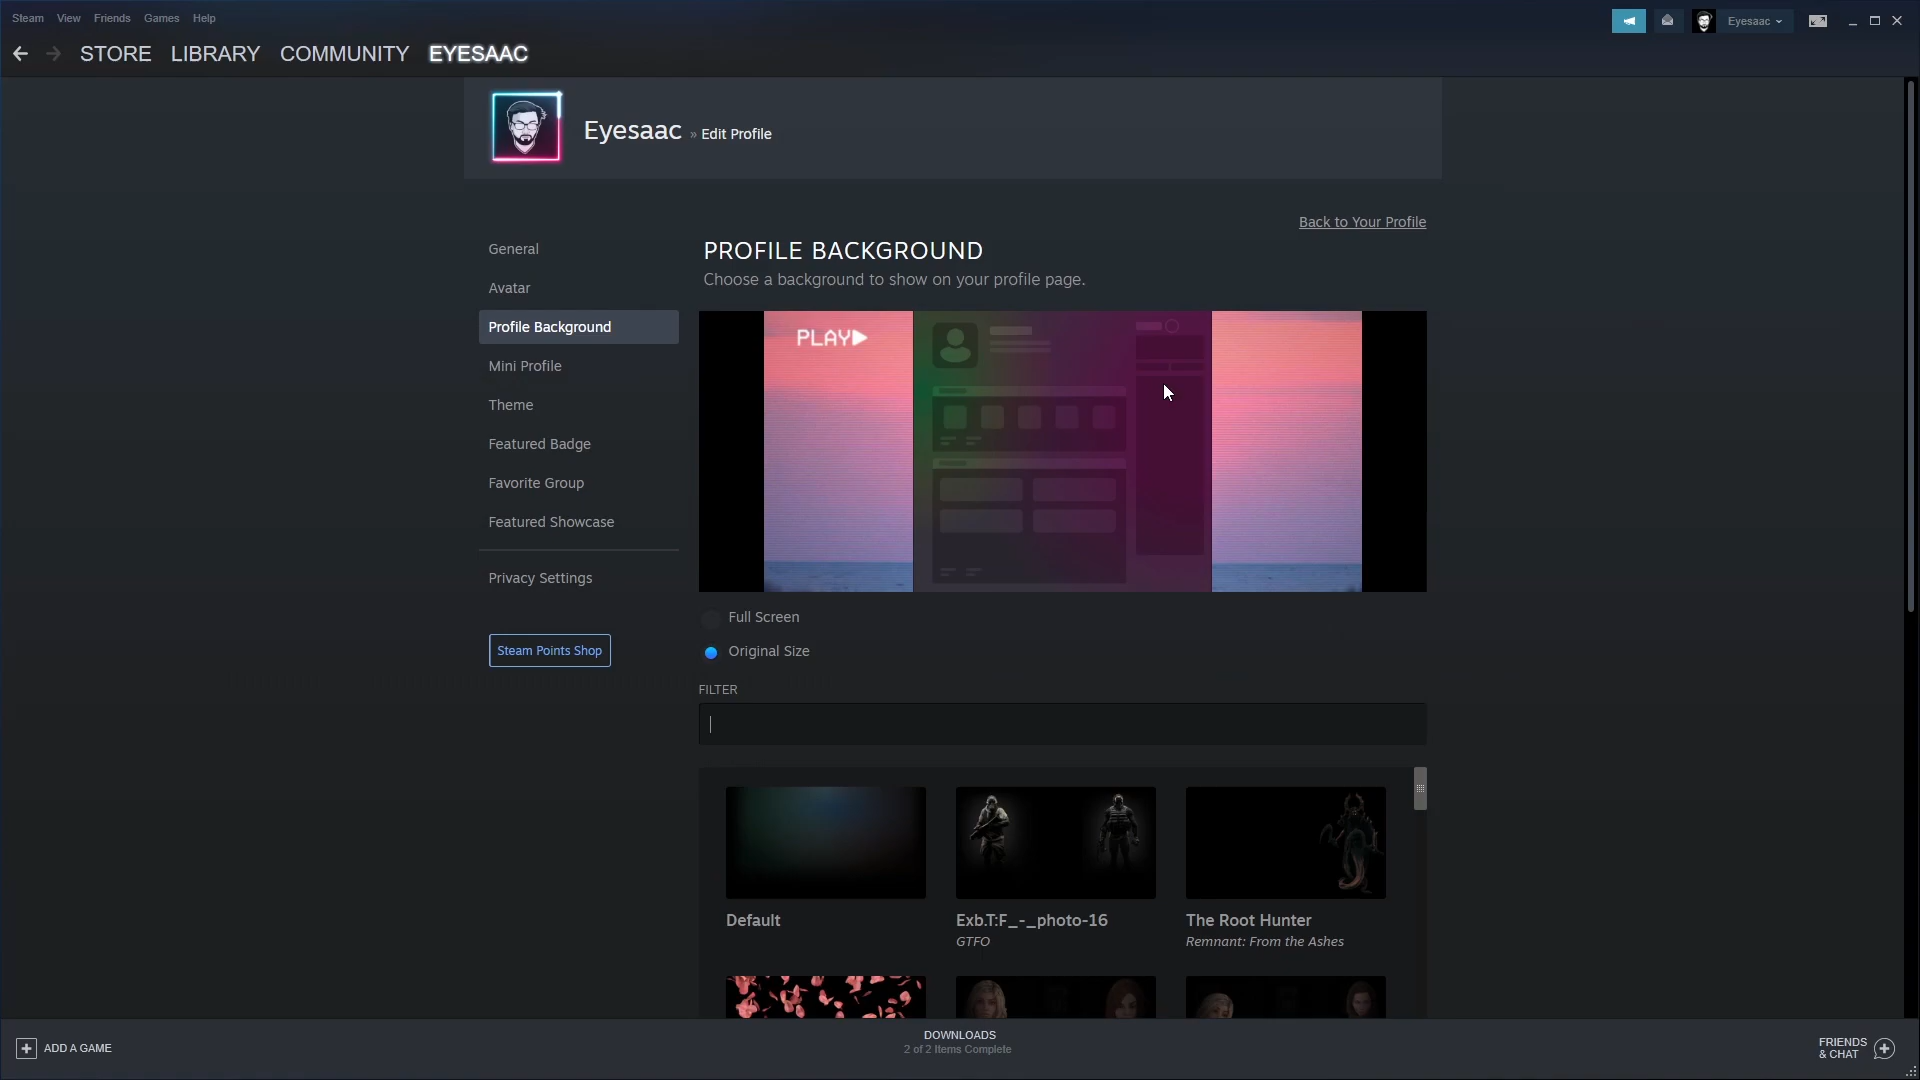 Steam View Friends Games Help
Eyesaac
STORE LIBRARY COMMUNITY EYESAAC
Eyesaac » Edit Profile
Back to Your Profile
General
Avatar
Profile Background
Mini Profile
Theme
Featured Badge
Favorite Group
Featured Showcase
Privacy Settings
Steam Points Shop
PROFILE BACKGROUND
Choose a background to show on your profile page.
PLAY
Full Screen
Original Size
FILTER
Default
Exb.T:F_-_photo-16
GTFO
The Root Hunter
Remnant: From the Ashes
ADD A GAME
DOWNLOADS
2 of 2 Items Complete
FRIENDS
& CHAT